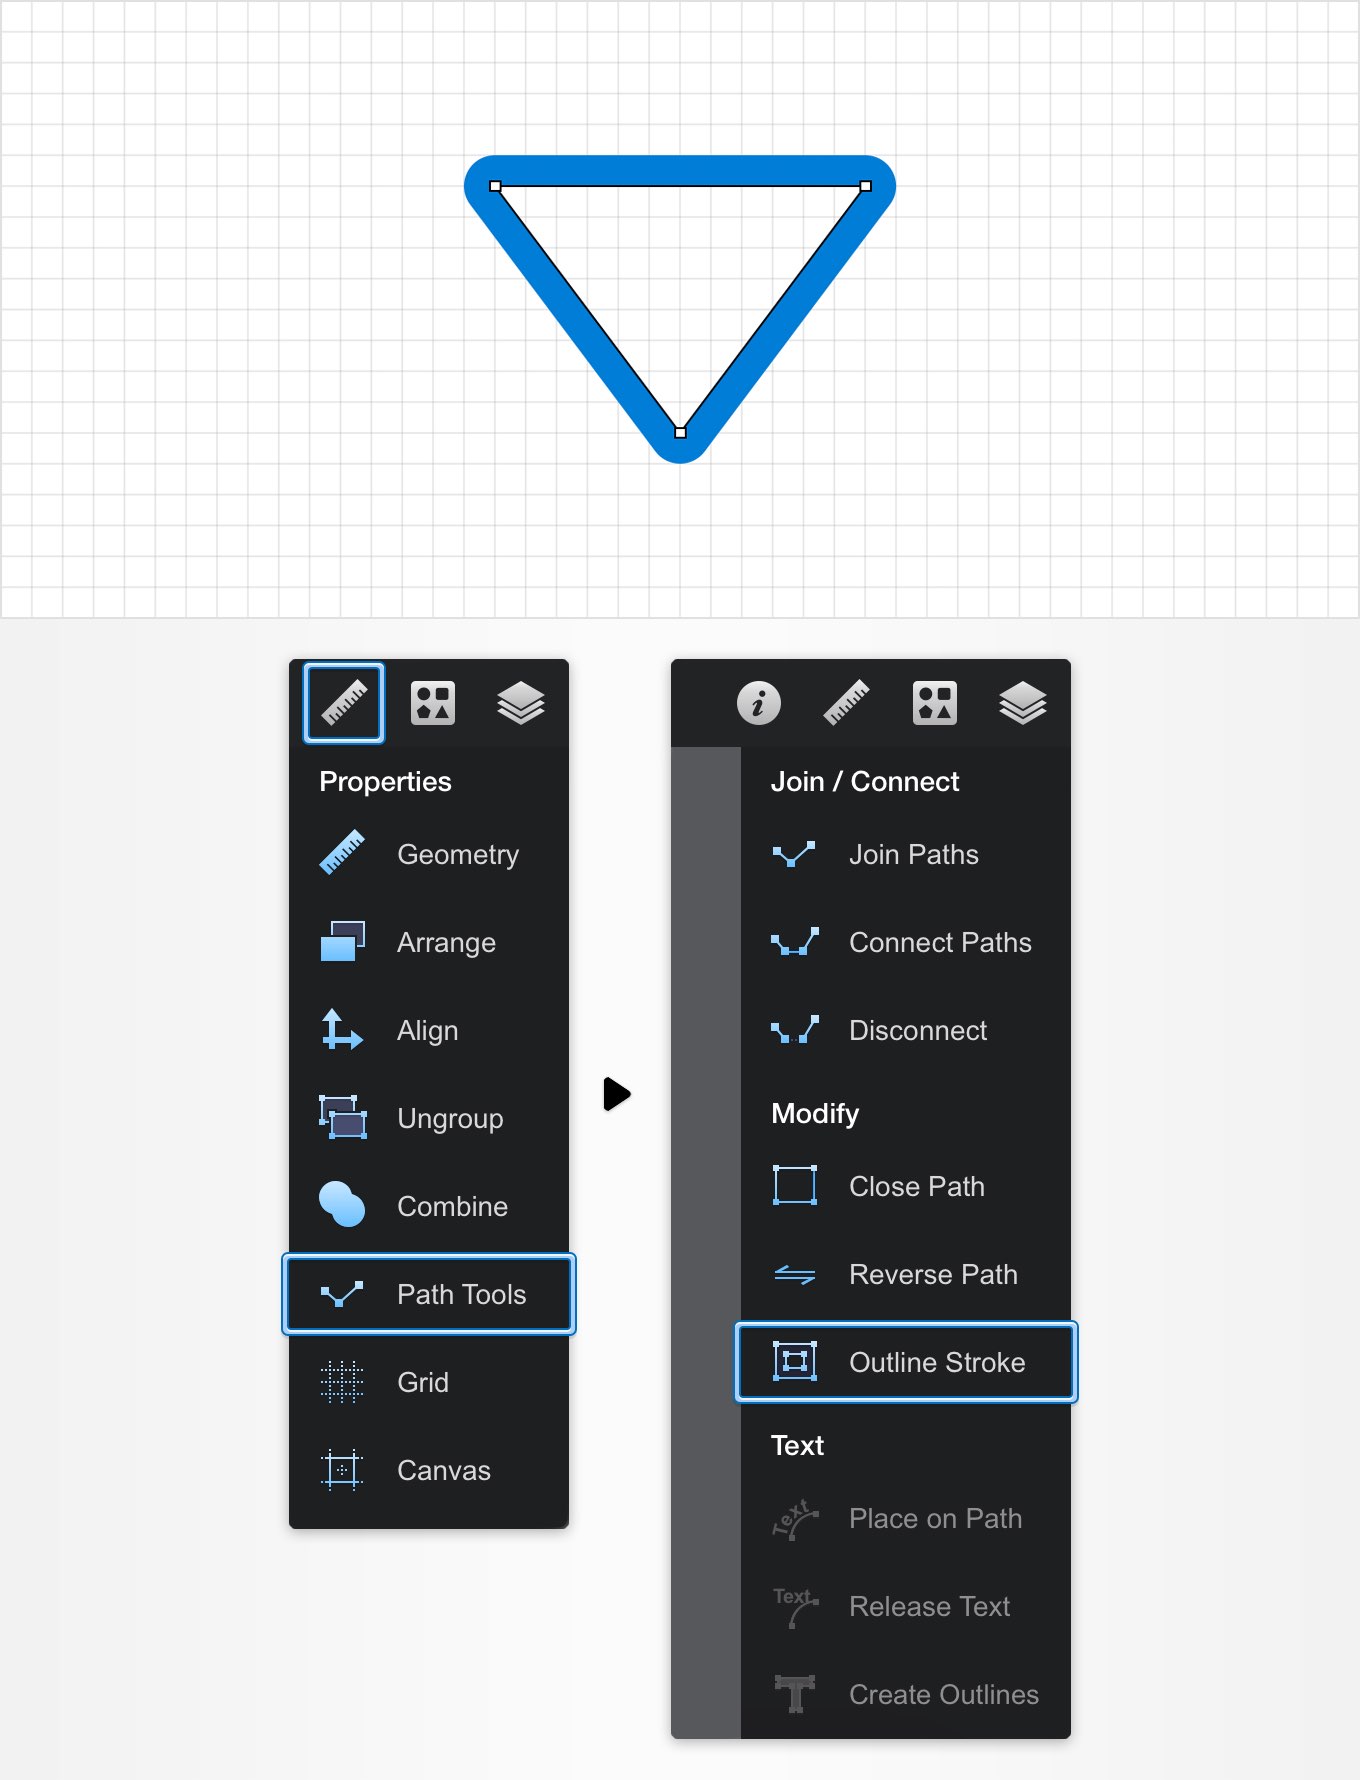 Properties
Geometry
Arrange
Align
Ungroup
Combine
Path Tools
Grid
Canvas
Join / Connect
Join Paths
Connect Paths
Disconnect
Modify
Close Path
Reverse Path
Outline Stroke
Text
Text
Place on Path
Text
Release Text
Create Outlines